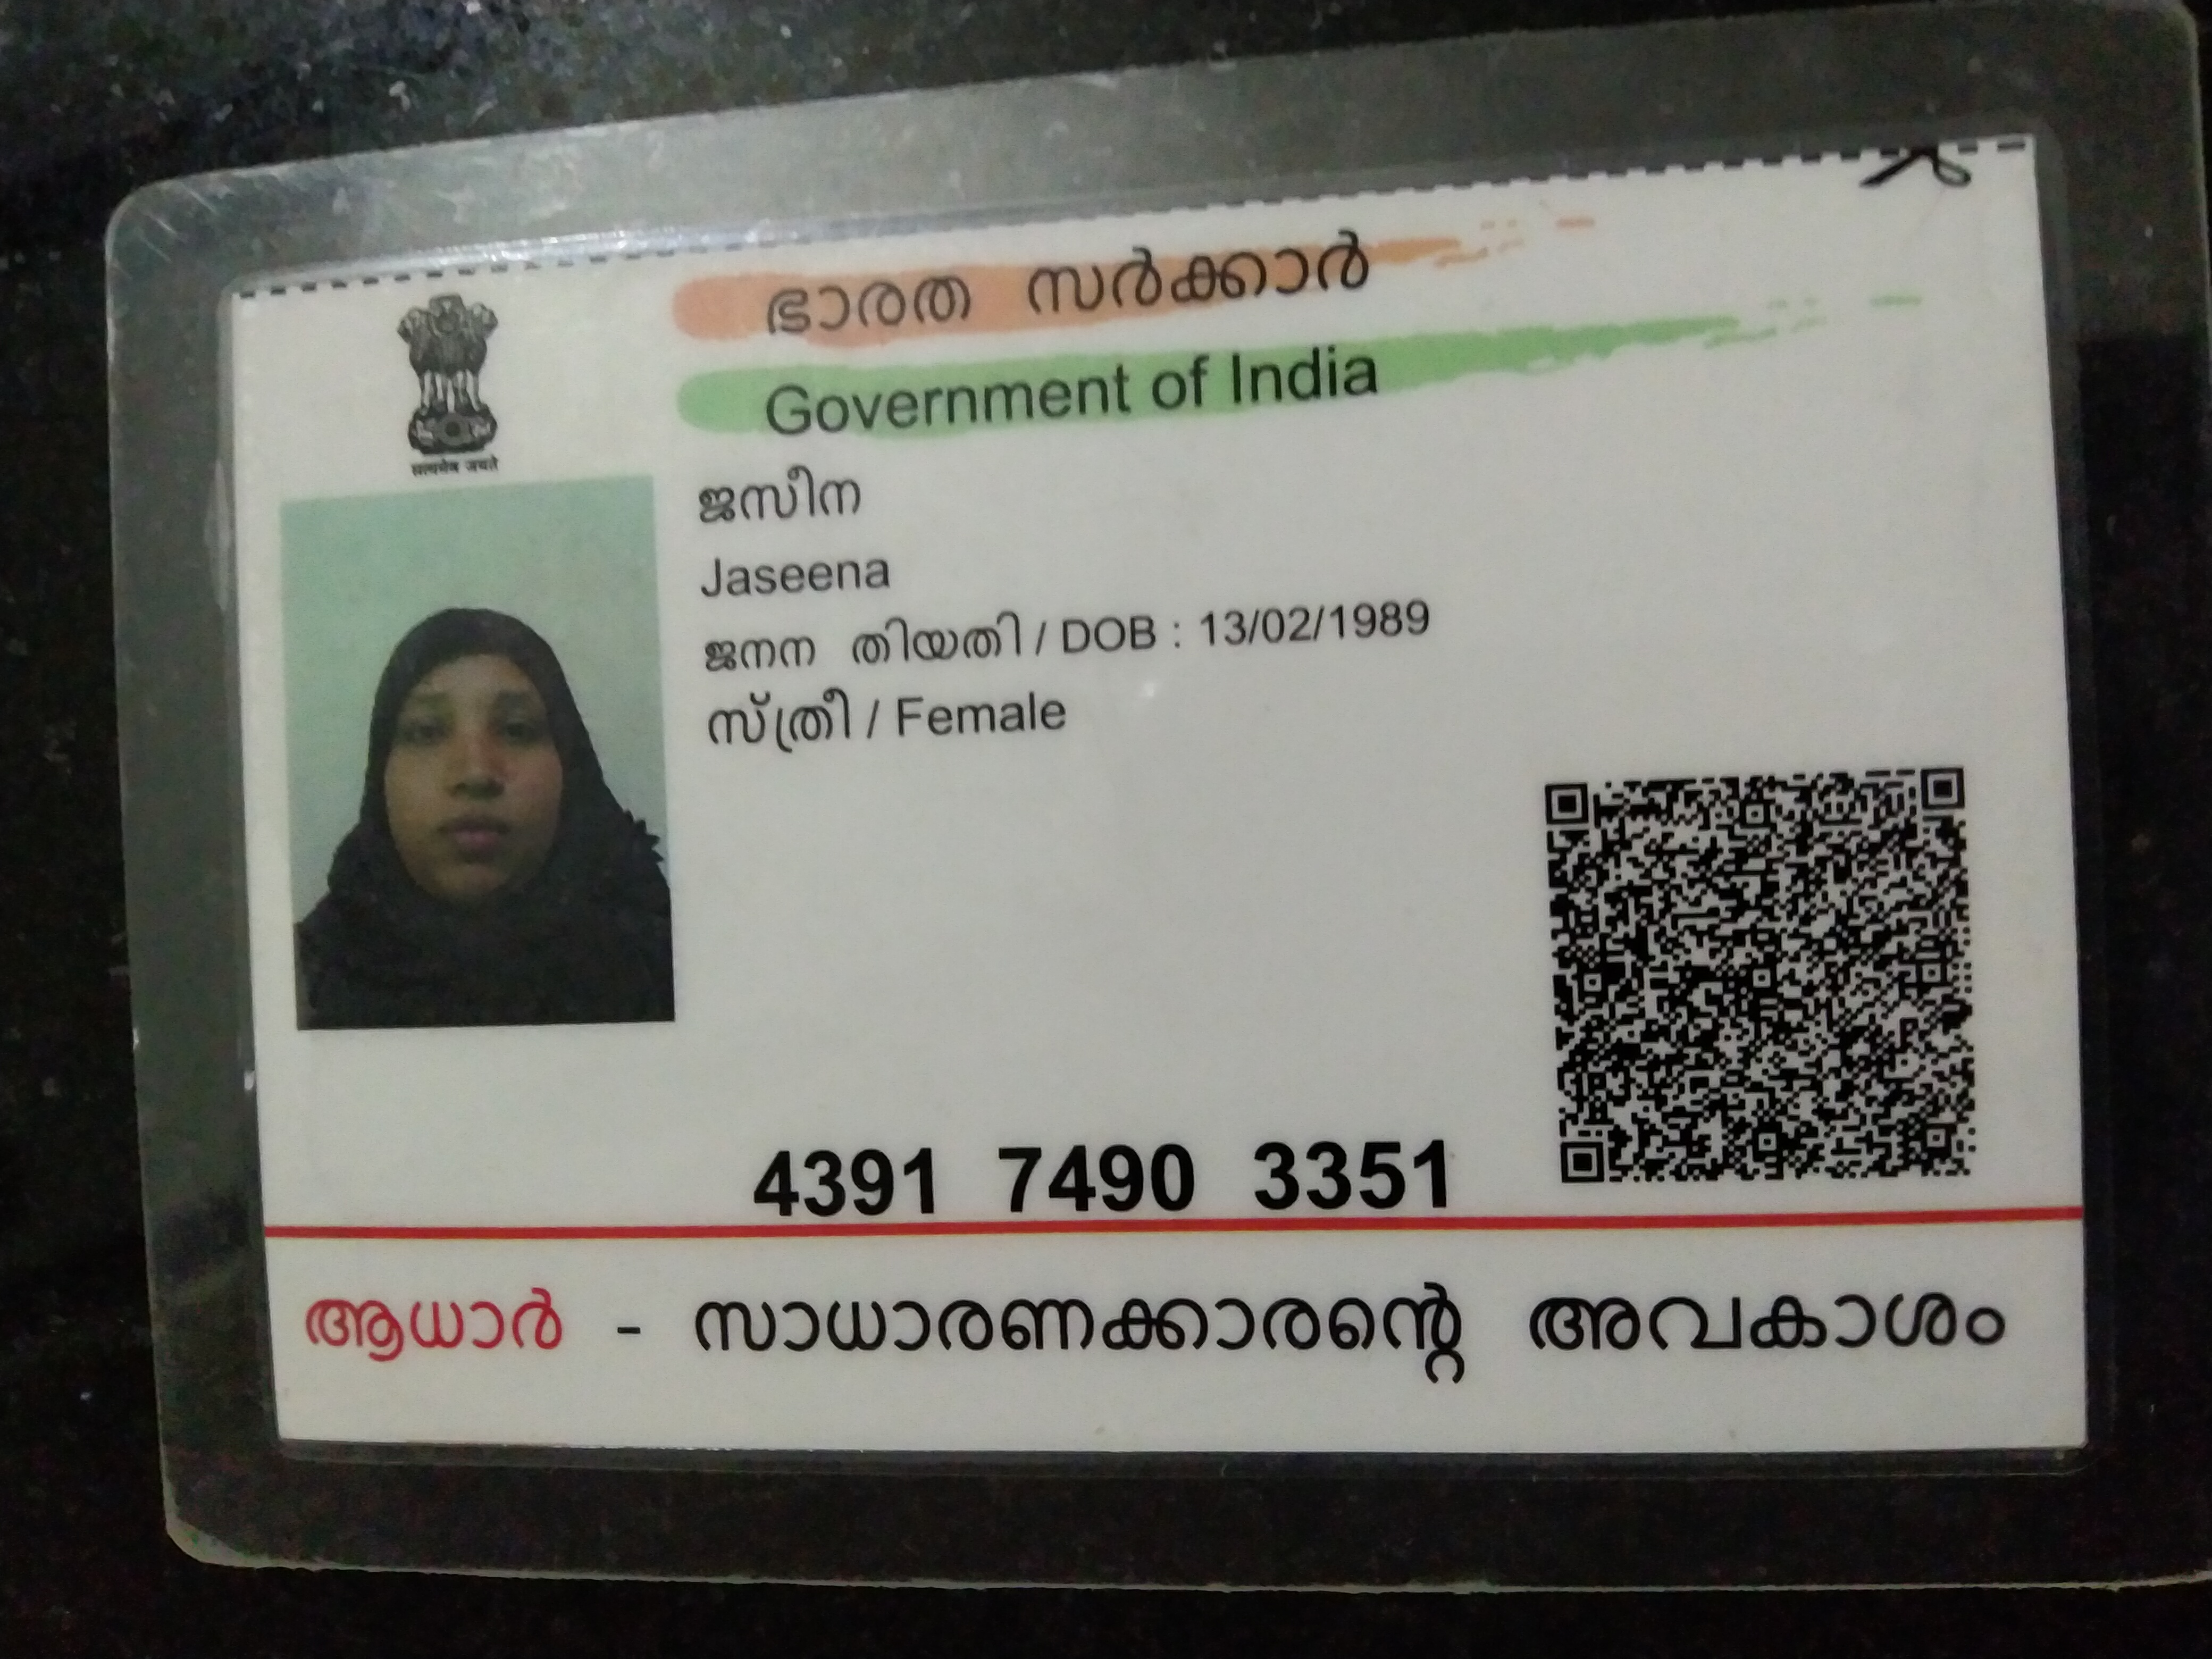 ഭാരത സർക്കാർ
Government of India
सत्यमेव जयते
ജസീന
Jaseena
ജനന തിയതി / DOB : 13/02/1989
സ്ത്രീ / Female
4391 7490 3351
ആധാർ - സാധാരണക്കാരന്റെ അവകാശം